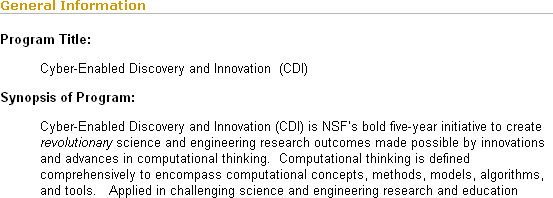 General Information
Program Title:
Cyber-Enabled Discovery and Innovation  (CDI)
Synopsis of Program:
Cyber-Enabled Discovery and Innovation (CDI) is NSF's bold five-year initiative to create
revolutionary science and engineering research outcomes made possible by innovations
and advances in computational thinking.  Computational thinking is defined
comprehensively to encompass computational concepts, methods, models, algorithms,
and tools.   Applied in challenging science and engineering research and education